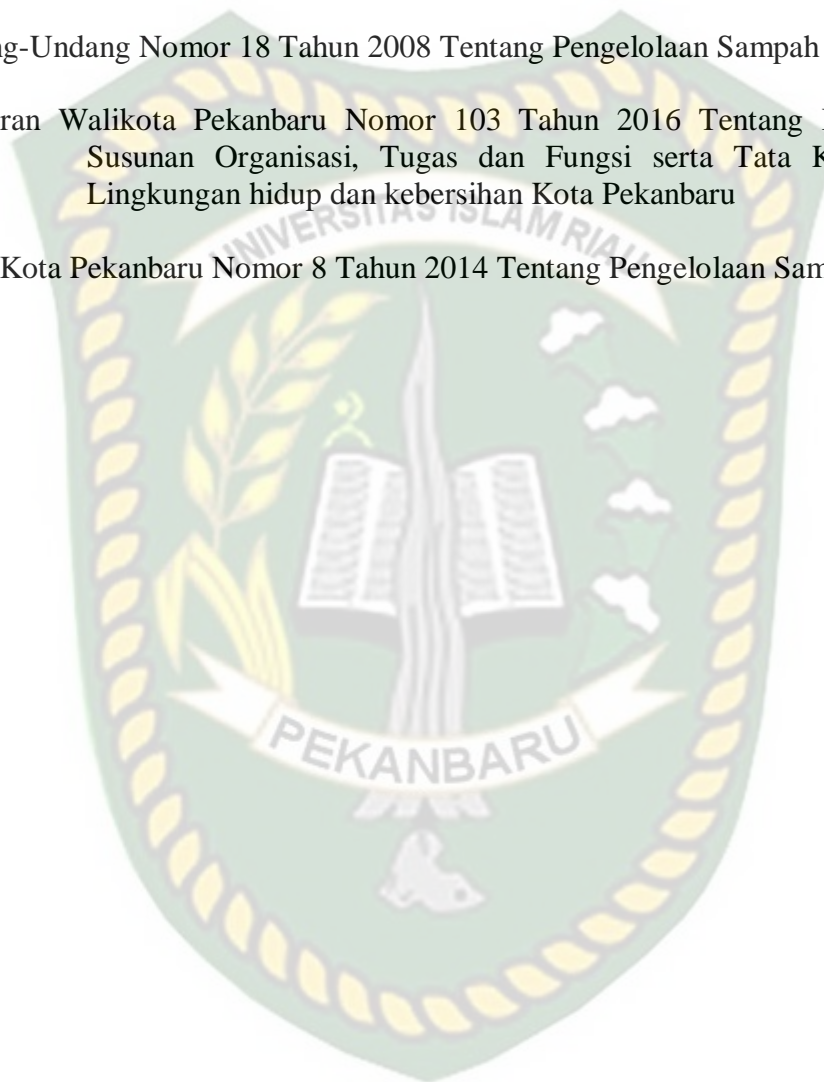 ng-Undang Nomor 18 Tahun 2008 Tentang Pengelolaan Sampah
ran Walikota Pekanbaru Nomor 103 Tahun 2016 Tentang
Susunan Organisasi, Tugas dan Fungsi serta Tata K
Lingkungan hidup dan kebersihan Kota Pekanbaru
UNIVERSITAS ISLAM RIAU
Kota Pekanbaru Nomor 8 Tahun 2014 Tentang Pengelolaan Sam
PEKANBARU